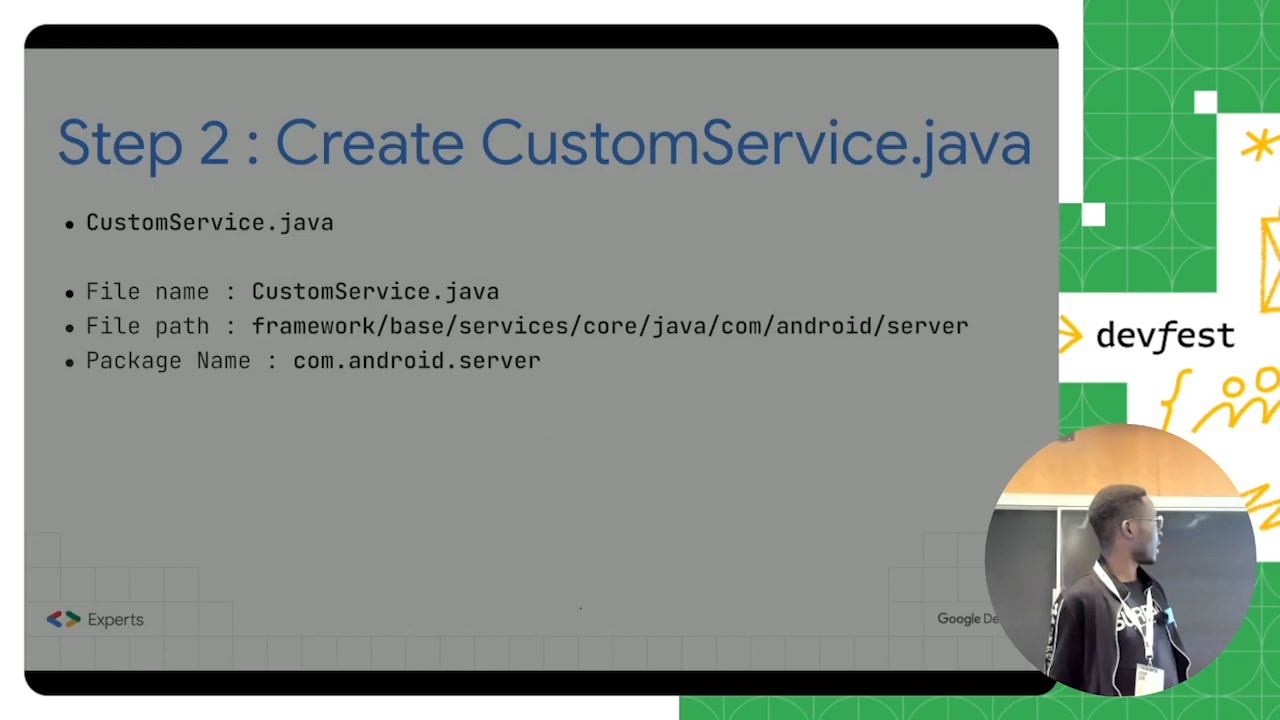 Step 2 : Create CustomService.java
• CustomService.java
• File name : CustomService.java
• File path : framework/base/services/core/java/com/android/server
• Package Name : com.android.server
devfest
Experts
Google